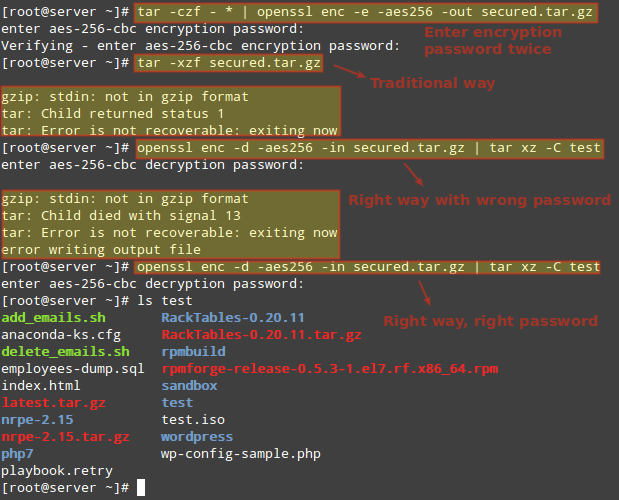 [root@server ~]# tar -czf - * | openssl enc -e -aes256 -out secured.tar.gz
enter aes-256-cbc encryption password:
Enter encryption
Verifying - enter aes-256-cbc encryption password:
password twice
[root@server ~]# tar -xzf secured.tar.gz
Traditional way
gzip: stdin: not in gzip format
tar: Child returned status 1
tar: Error is not recoverable: exiting now
[root@server ~]# openssl enc -d -aes256 -in secured.tar.gz | tar xz -C test
enter aes-256-cbc decryption password:
Right way with wrong password
gzip: stdin: not in gzip format
tar: Child died with signal 13
tar: Error is not recoverable: exiting now
error writing output file
[root@server ~]# openssl enc -d -aes256 -in secured.tar.gz | tar xz -C test
enter aes-256-cbc decryption password:
[root@server ~]# ls test
Right way, right password
add_emails.sh RackTables-0.20.11
anaconda-ks.cfg RackTables-0.20.11.tar.gz
delete_emails.sh rpmbuild
employees-dump.sql rpmforge-release-0.5.3-1.el7.rf.x86_64.rpm
index.html sandbox
latest.tar.gz test
nrpe-2.15 test.iso
nrpe-2.15.tar.gz wordpress
php7 wp-config-sample.php
playbook.retry
[root@server ~]#